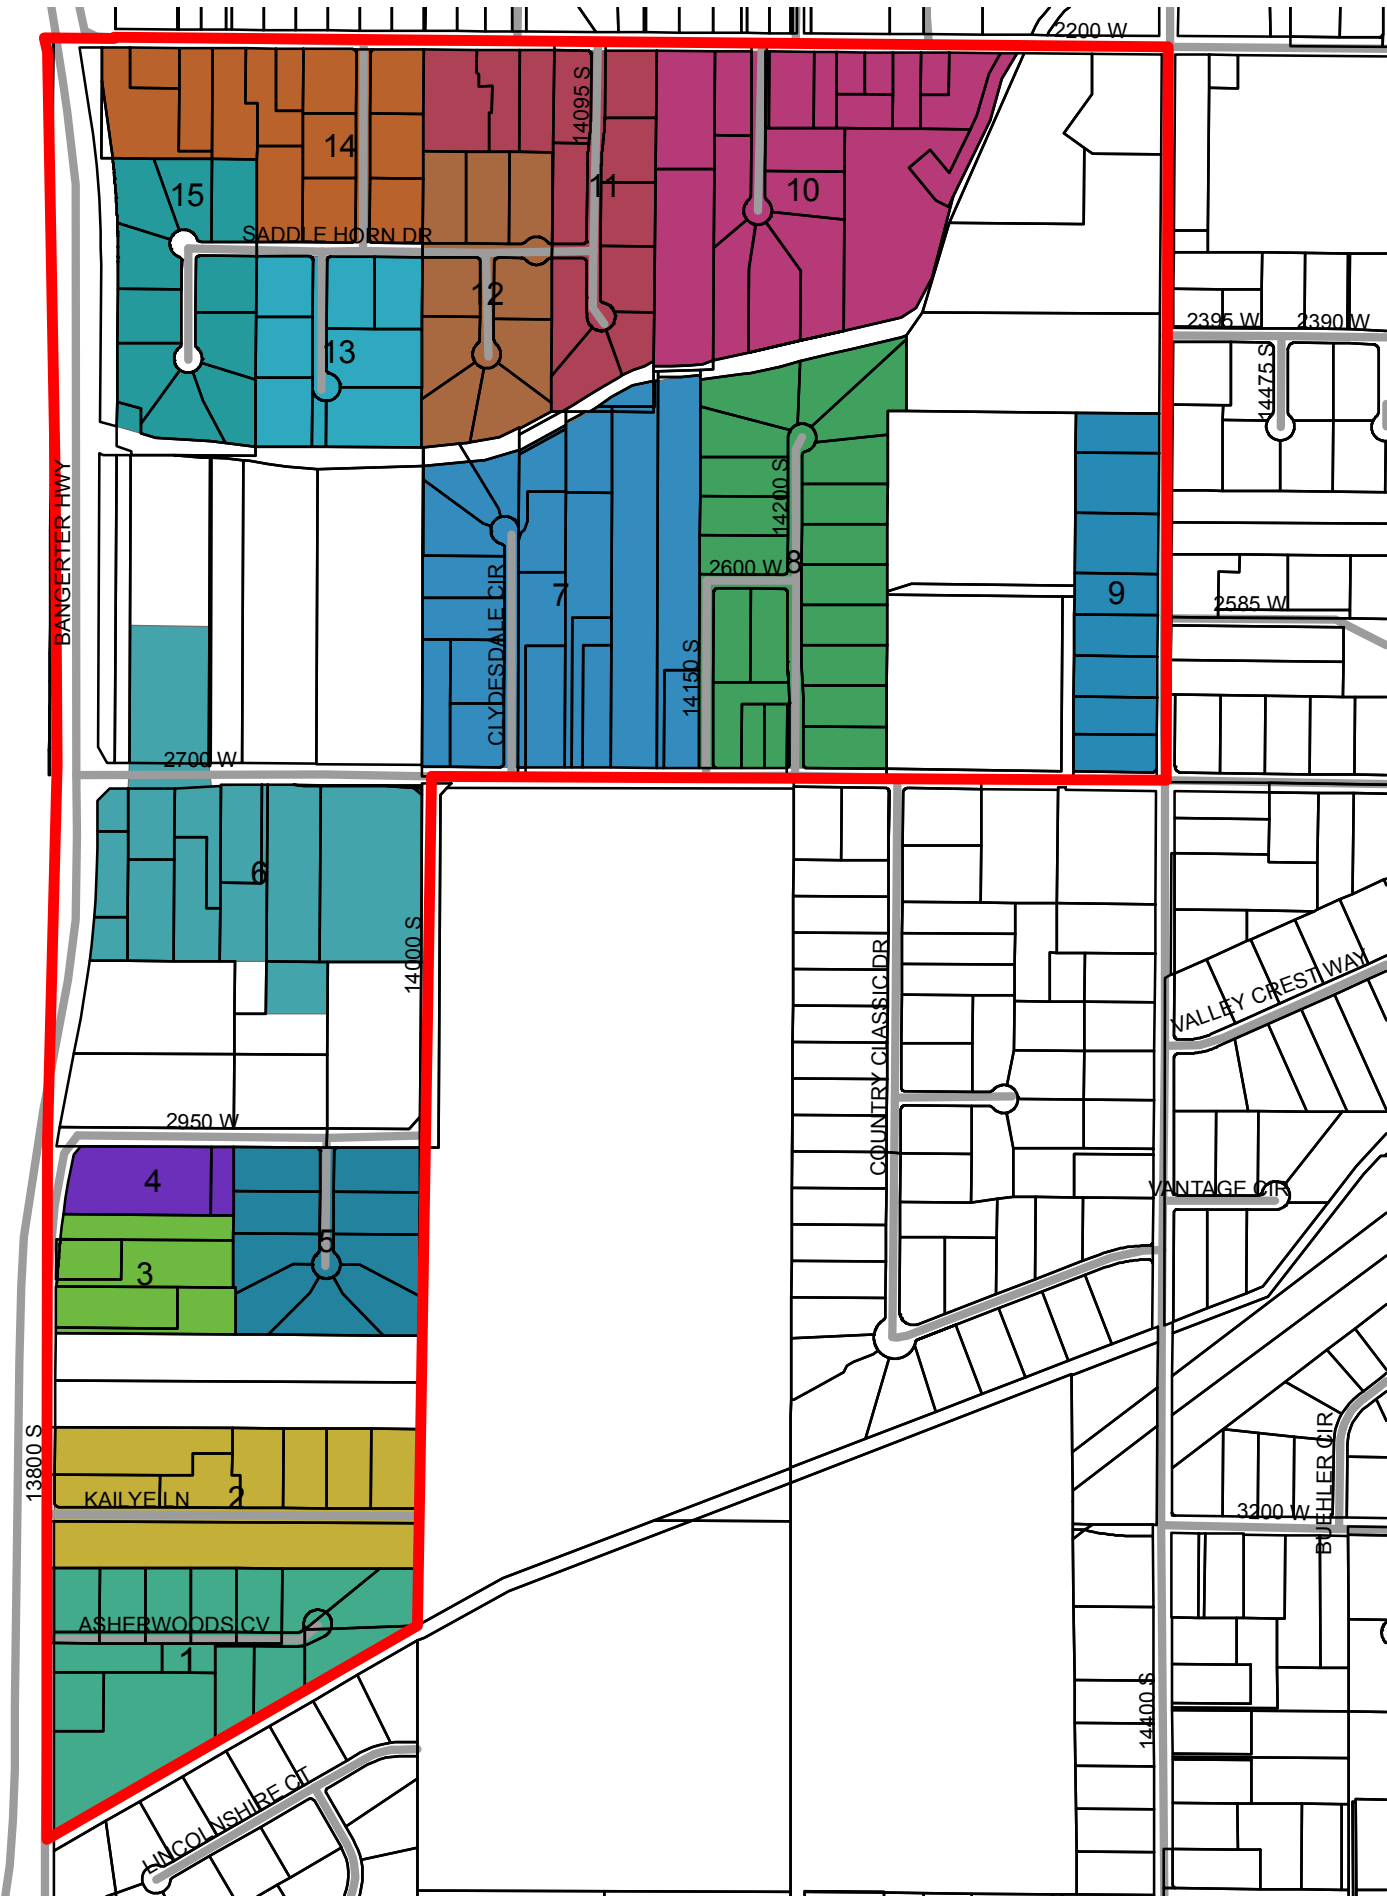 2200 W
14095 S
14
15
11
10
SADDLE HORN DR
12
13
2395 W
2390 W
14475 S
BANGERTER HWY
14200 S
8
2600 W
CLYDESDALE CIR
7
9
2585 W
14150 S
2700 W
6
14000 S
COUNTRY CLASSIC DR
VALLEY CREST WAY
2950 W
4
VANTAGE CIR
5
3
13800 S
KAILYE LN
2
BUEHLER CIR
3200 W
ASHERWOODS CV
1
14400 S
LINCOLNSHIRE CT